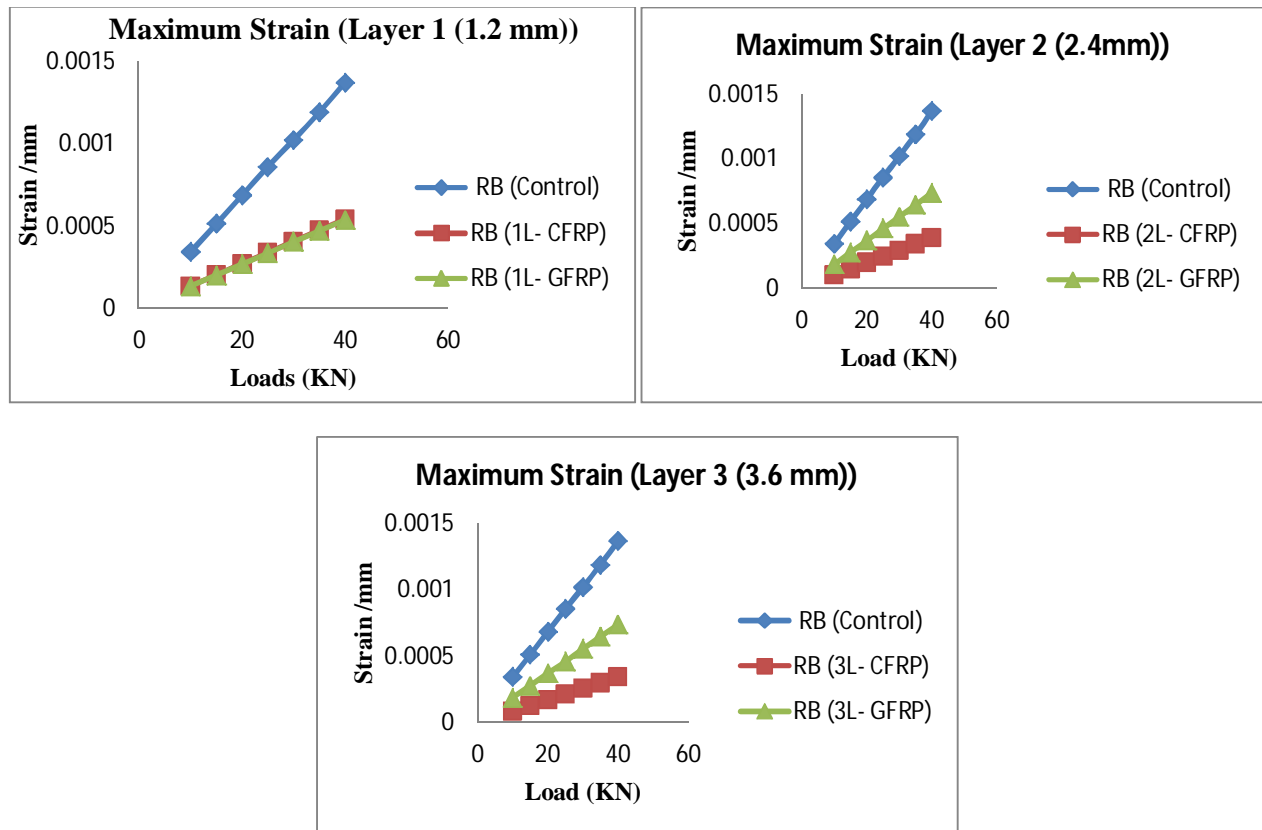 Maximum Strain (Layer 1 (1.2 mm))
0.0015
0.001
0.0005
0
Strain /mm
0 20 40 60
Loads (KN)
RB (Control)
RB (1L- CFRP)
RB (1L- GFRP)
Maximum Strain (Layer 2 (2.4mm))
0.0015
0.001
0.0005
0
Strain /mm
0 20 40 60
Load (KN)
RB (Control)
RB (2L- CFRP)
RB (2L- GFRP)
Maximum Strain (Layer 3 (3.6 mm))
0.0015
0.001
0.0005
0
Strain /mm
0 20 40 60
Load (KN)
RB (Control)
RB (3L- CFRP)
RB (3L- GFRP)